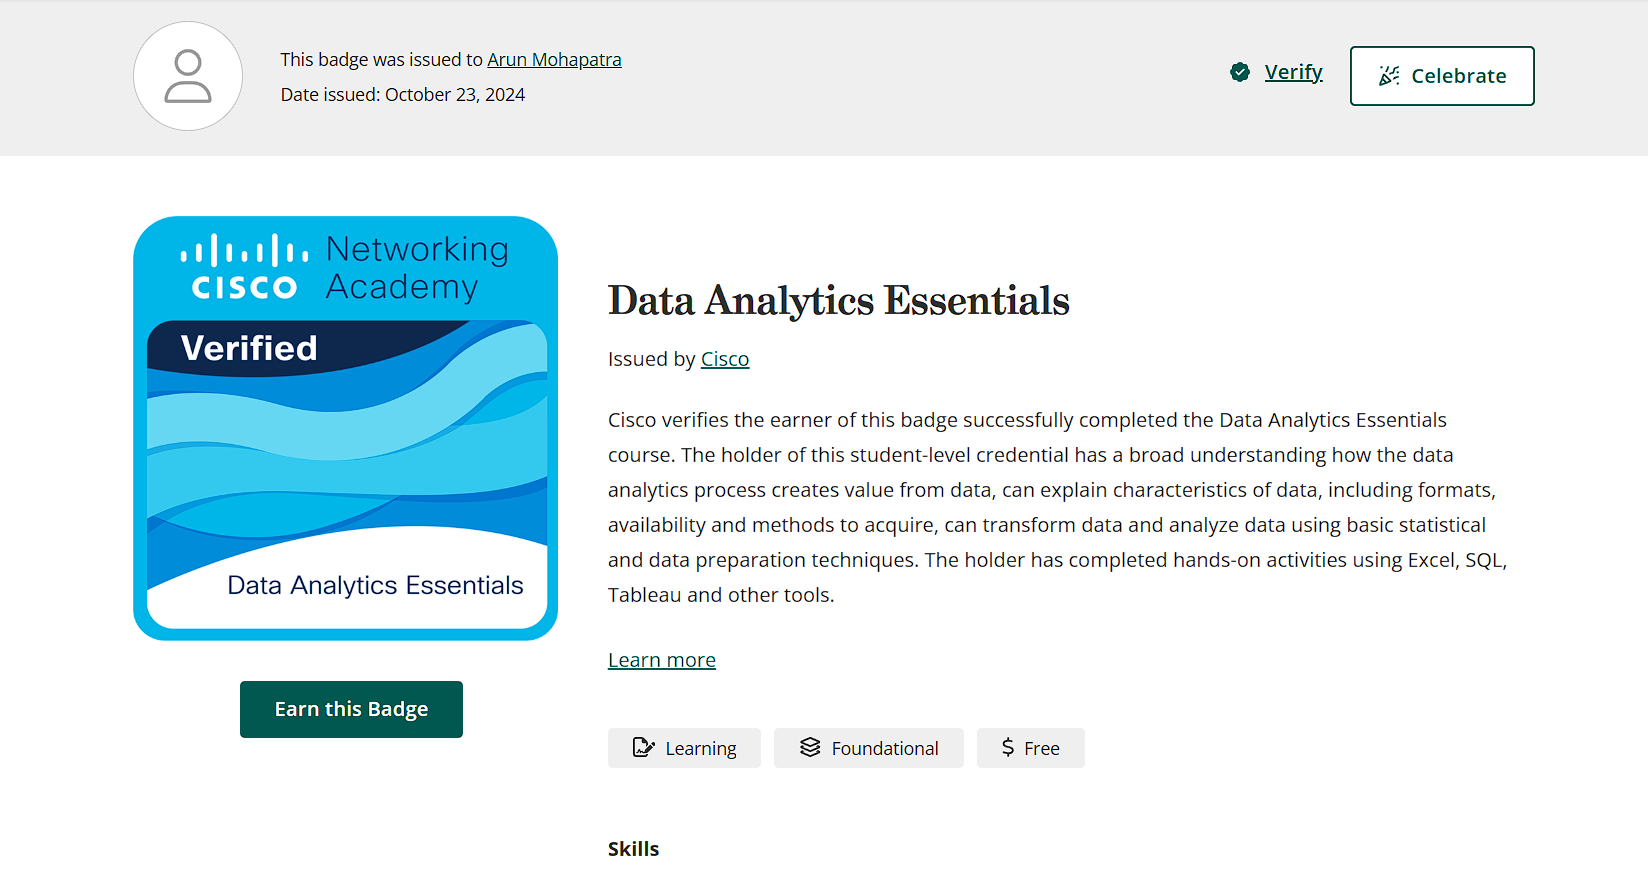 This badge was issued to Arun Mohapatra
Date issued: October 23, 2024
Verify
Celebrate
CISCO
Networking
Academy
Verified
Data Analytics Essentials
Earn this Badge
Data Analytics Essentials
Issued by Cisco
Cisco verifies the earner of this badge successfully completed the Data Analytics Essentials
course. The holder of this student-level credential has a broad understanding how the data
analytics process creates value from data, can explain characteristics of data, including formats,
availability and methods to acquire, can transform data and analyze data using basic statistical
and data preparation techniques. The holder has completed hands-on activities using Excel, SQL,
Tableau and other tools.
Learn more
Learning
Foundational
Free
Skills